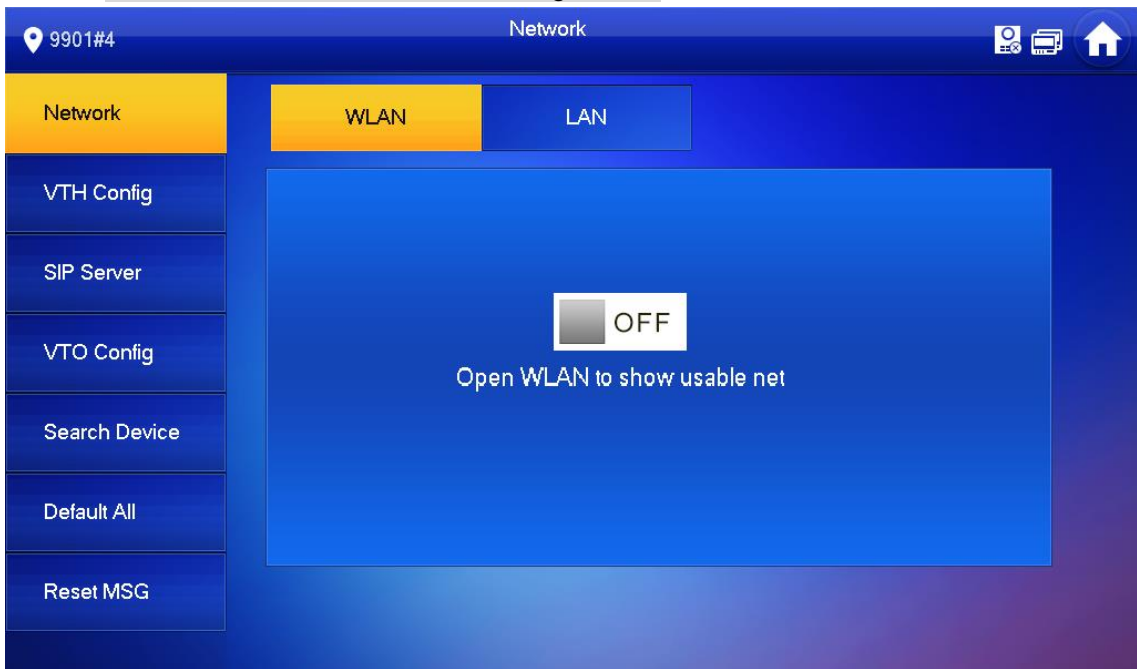 Network
9901#4
Network
WLAN
LAN
VTH Config
SIP Server
OFF
VTO Config
Open WLAN to show usable net
Search Device
Default All
Reset MSG